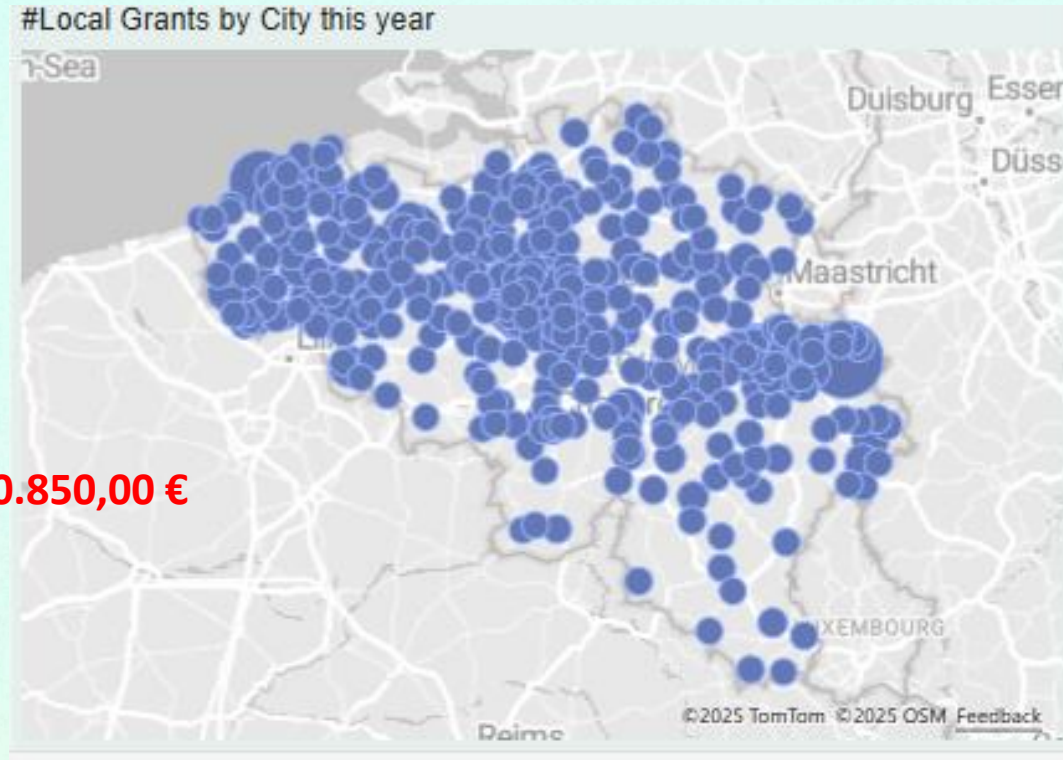 #Local Grants by City this year
n-Sea
Duisburg
Essen
Düss
Maastricht
0.850,00 €
UXEMBOURG
©2025 TomTom ©2025 OSM Feedback
Reims